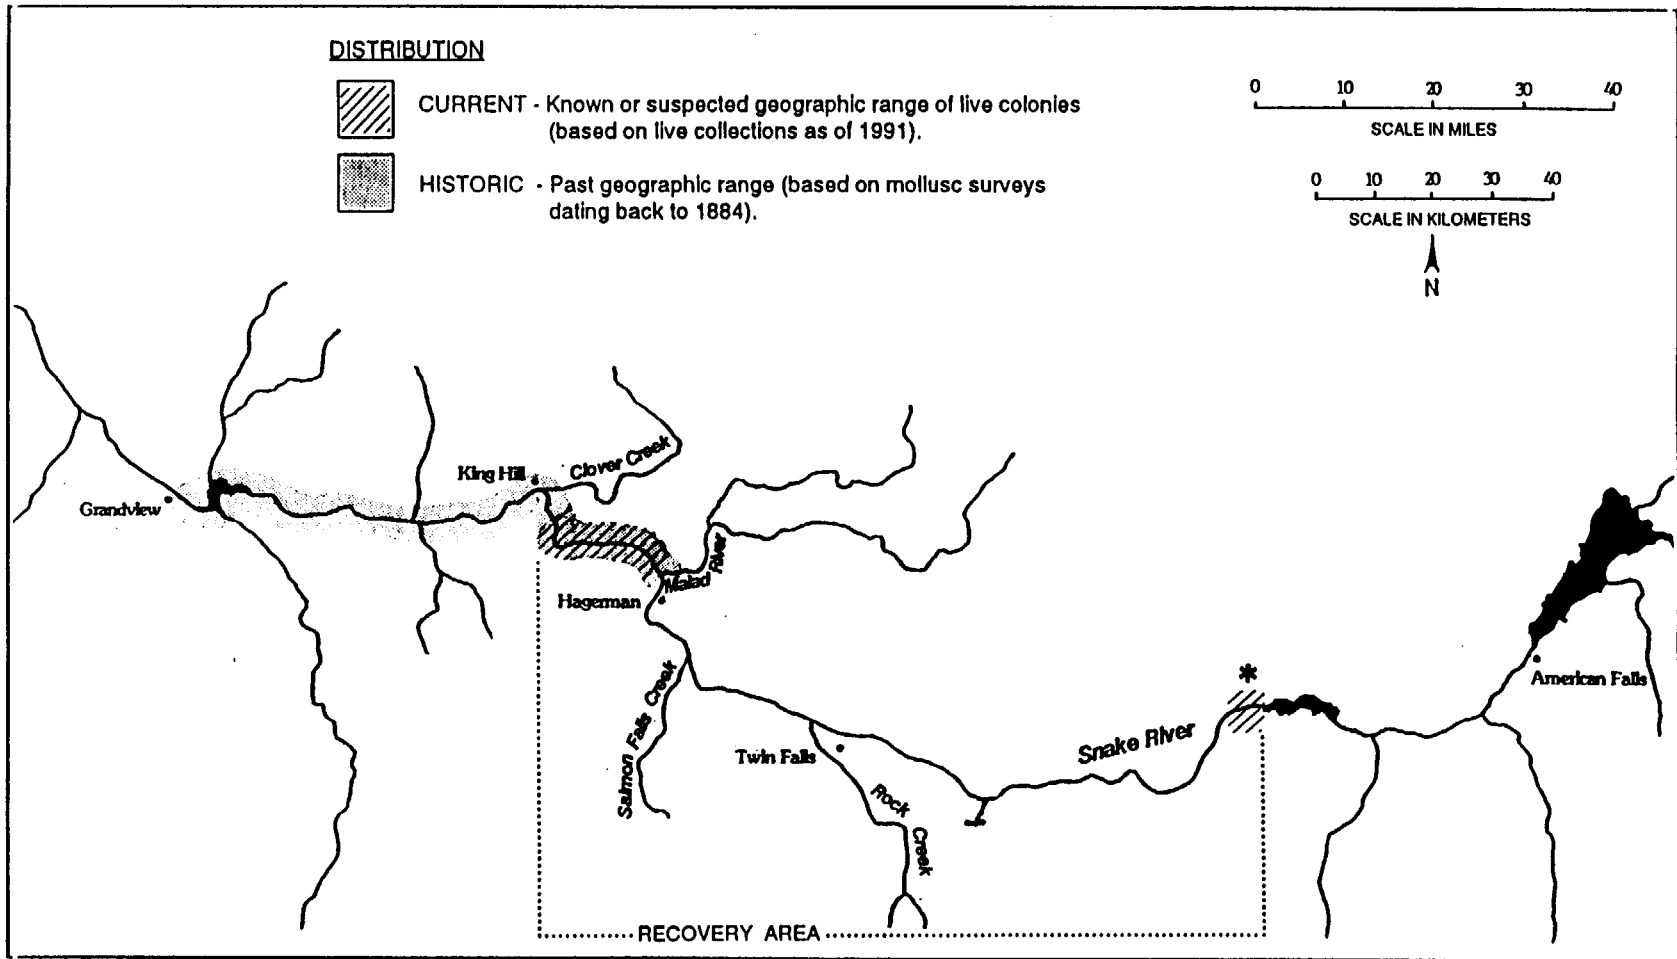 DISTRIBUTION
CURRENT - Known or suspected geographic range of live colonies
(based on live collections as of 1991).
HISTORIC - Past geographic range (based on mollusc surveys
dating back to 1884).
0 10 20 30 40
SCALE IN MILES
0 10 20 30 40
SCALE IN KILOMETERS
N
King Hill
Clover Creek
Grandview
Malad River
Hagerman
*
American Falls
Salmon Falls Creek
Snake River
Twin Falls
Rock Creek
RECOVERY AREA